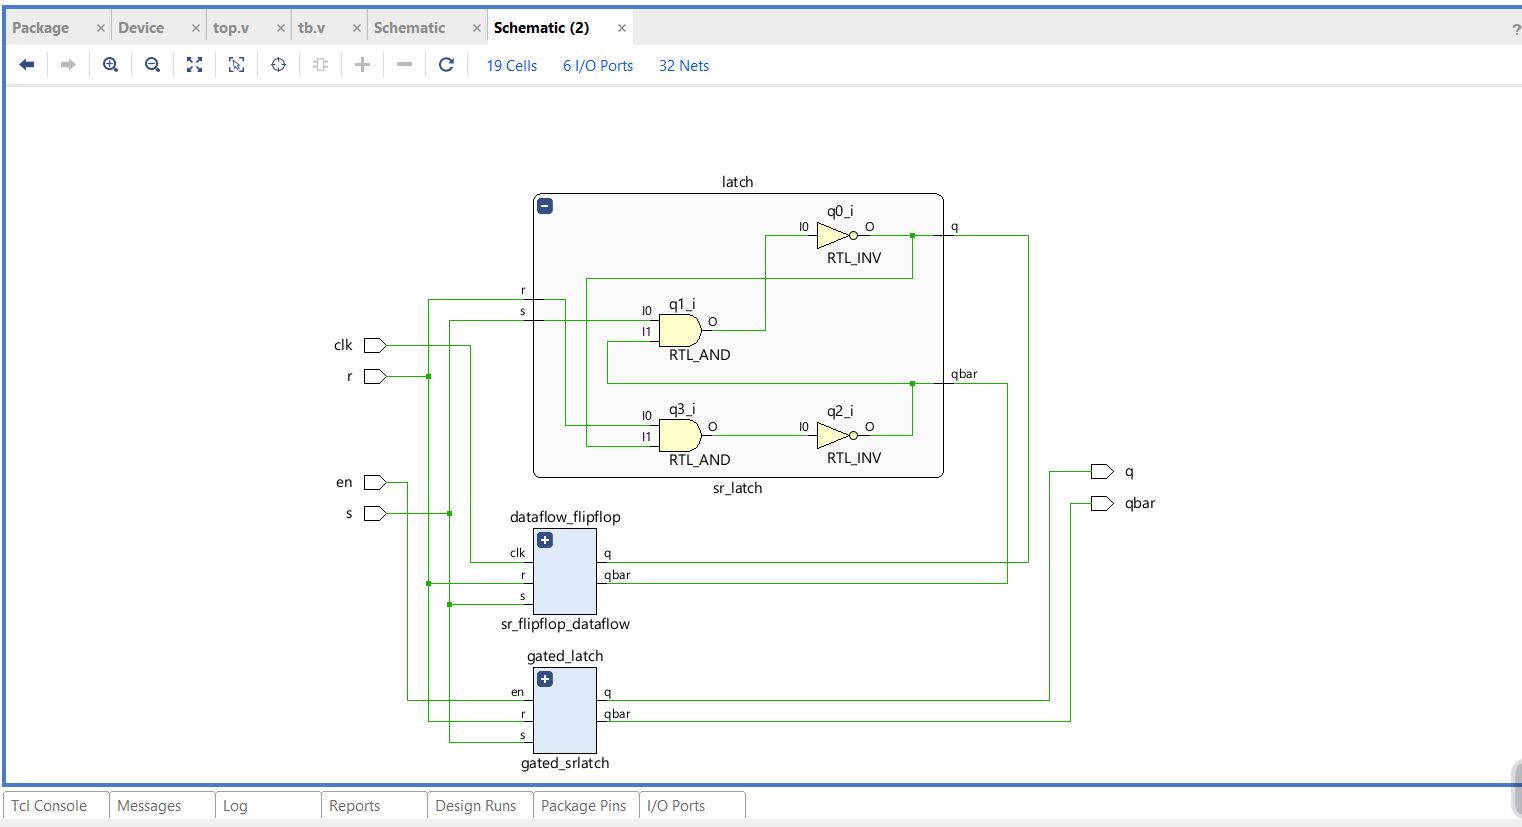 Package × Device × top.v × tb.v × Schematic × Schematic (2) × ?
19 Cells 6 I/O Ports 32 Nets
latch
q0_i
I0 O
RTL_INV
q
r
s
q1_i
I0
I1
O
RTL_AND
qbar
q3_i
I0
I1
O
RTL_AND
q2_i
I0 O
RTL_INV
sr_latch
clk
r
en
s
dataflow_flipflop
clk
r
s
q
qbar
sr_flipflop_dataflow
gated_latch
en
r
s
q
qbar
gated_srlatch
q
qbar
Tcl Console Messages Log Reports Design Runs Package Pins I/O Ports